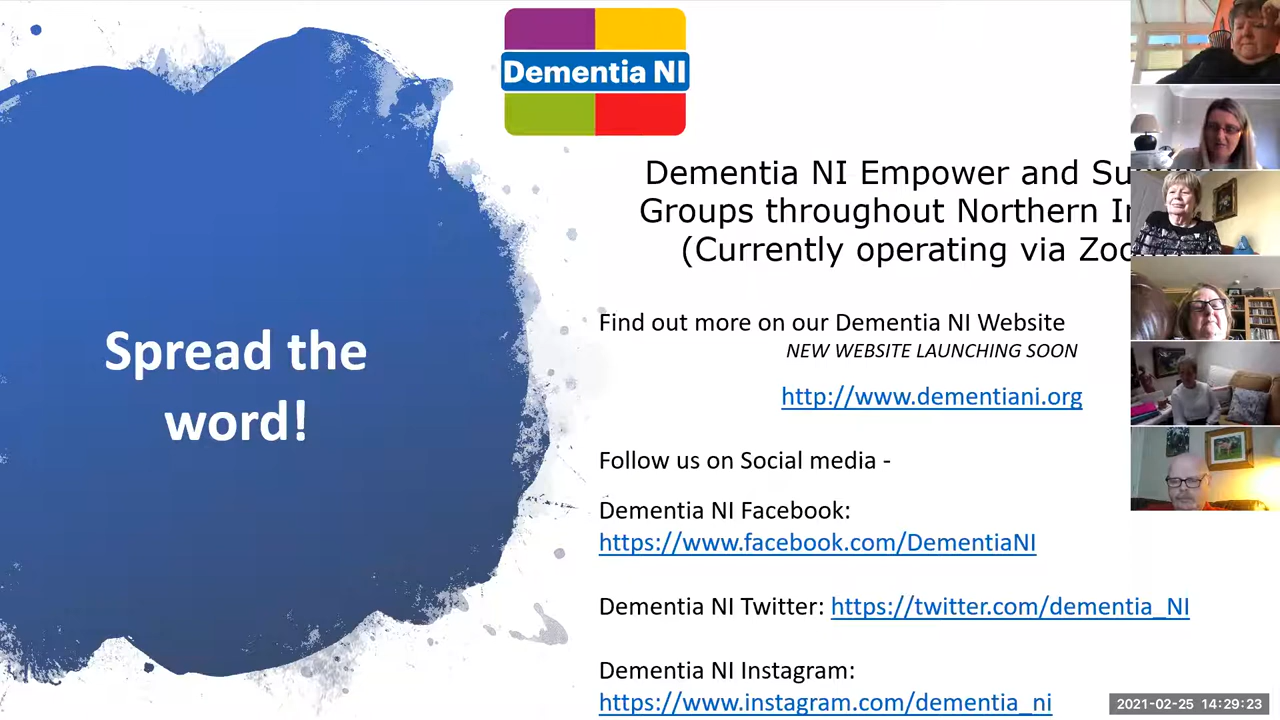 Dementia NI
Dementia NI Empower and
Groups throughout Northern
(Currently operating via
Spread the
word!
Find out more on our Dementia NI Website
NEW WEBSITE LAUNCHING SOON
http://www.dementiani.org
Follow us on Social media -
Dementia NI Facebook:
https://www.facebook.com/DementiaNI
Dementia NI Twitter: https://twitter.com/dementia_NI
Dementia NI Instagram:
https://www.instagram.com/dementia_ni
2021-02-25 14:29:23